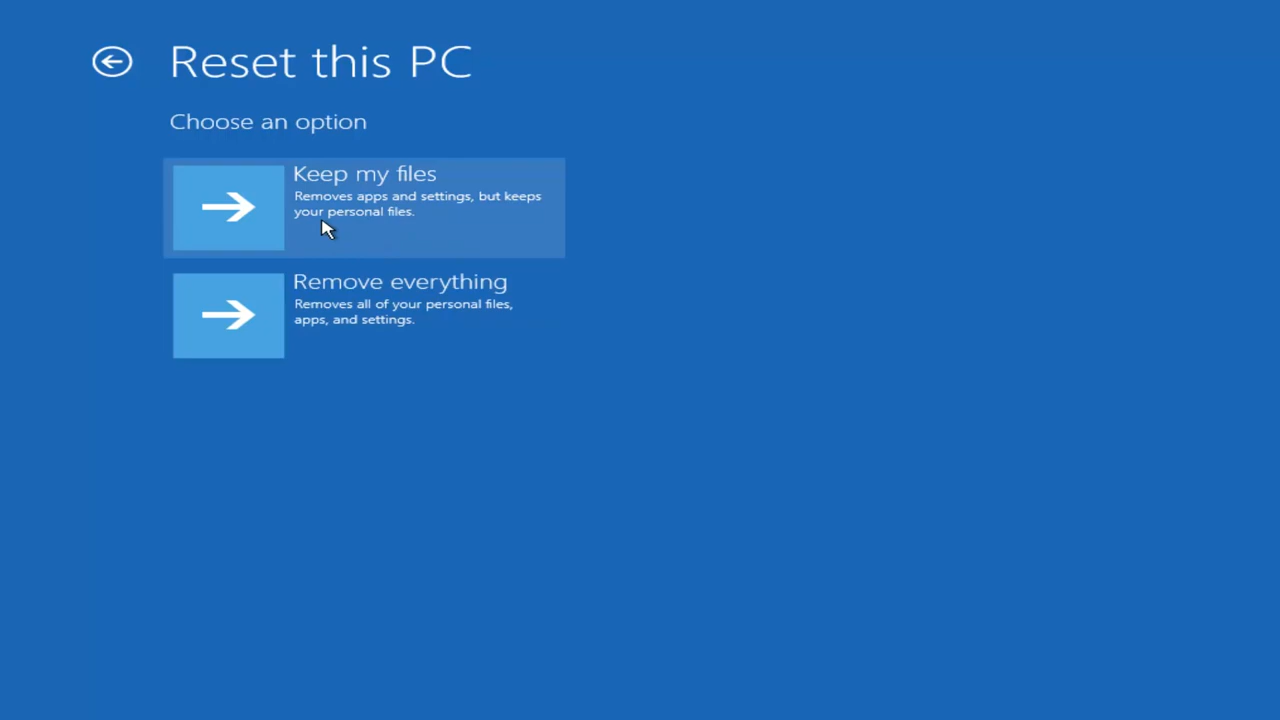 Reset this PC
Choose an option
Keep my files
Removes apps and settings, but keeps
your personal files.
Remove everything
Removes all of your personal files,
apps, and settings.